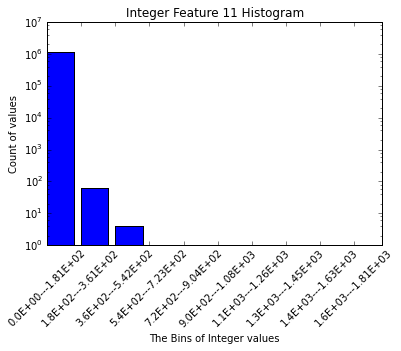 Integer Feature 11 Histogram
Count of values
10^7
10^6
10^5
10^4
10^3
10^2
10^1
10^0
0.0E+00---1.81E+02
1.8E+02---3.61E+02
3.6E+02---5.42E+02
5.4E+02---7.23E+02
7.2E+02---9.04E+02
9.0E+02---1.08E+03
1.1E+03---1.26E+03
1.3E+03---1.45E+03
1.4E+03---1.63E+03
1.6E+03---1.81E+03
The Bins of Integer values